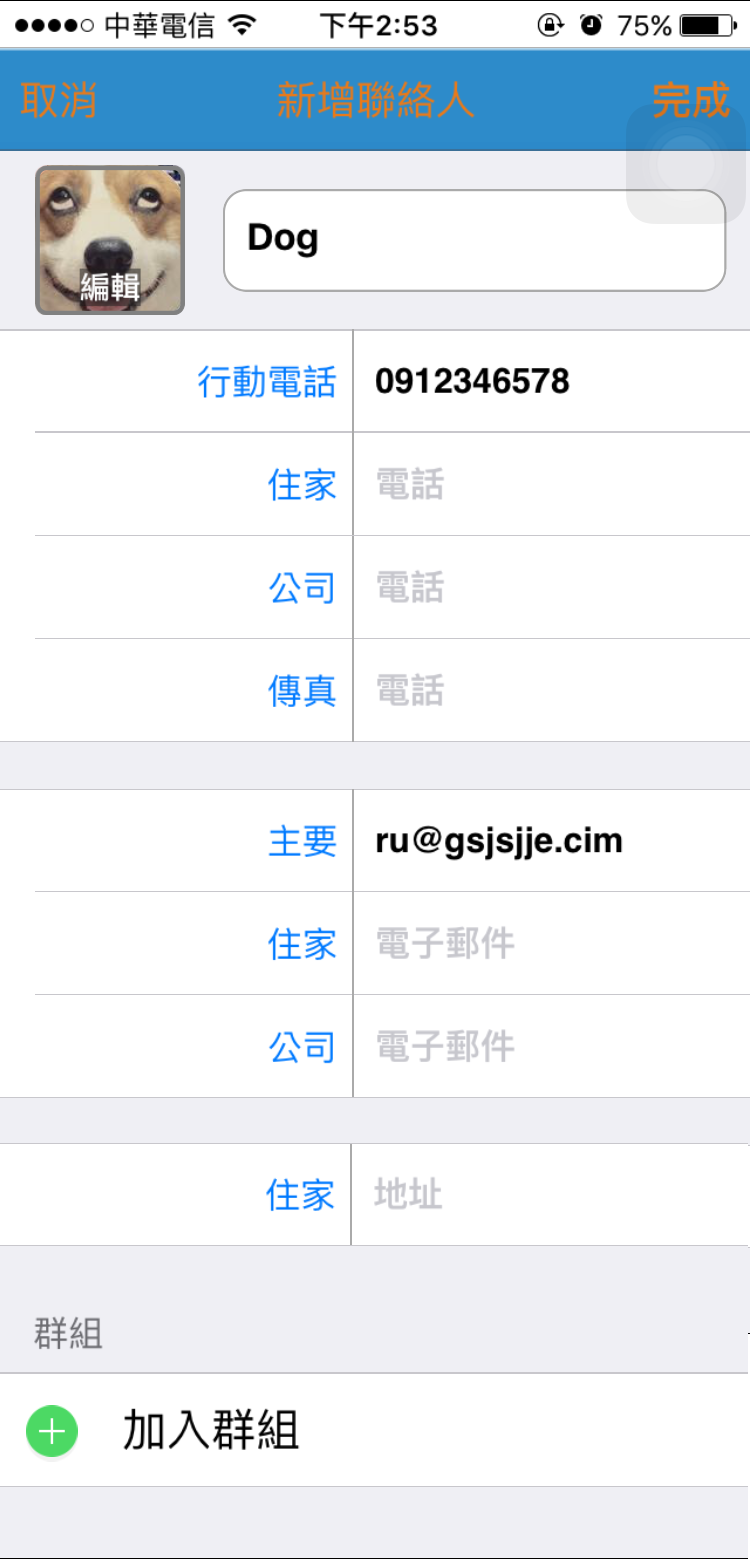 中華電信 下午2:53 75%
取消 新增聯絡人 完成
編輯 Dog
行動電話 0912346578
住家 電話
公司 電話
傳真 電話
主要 ru@gsjsjje.cim
住家 電子郵件
公司 電子郵件
住家 地址
群組
加入群組